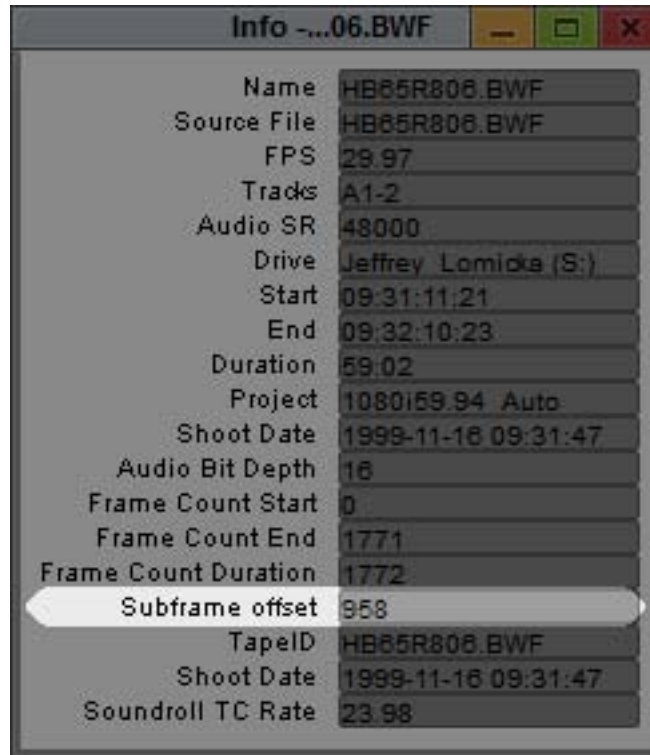 Info -...06.BWF
Name HB65R806.BWF
Source File HB65R806.BWF
FPS 29.97
Tracks A1-2
Audio SR 48000
Drive Jeffrey_Lomicka (S:)
Start 09:31:11:21
End 09:32:10:23
Duration 59:02
Project 1080i59.94_Auto
Shoot Date 1999-11-16 09:31:47
Audio Bit Depth 16
Frame Count Start 0
Frame Count End 1771
Frame Count Duration 1772
Subframe offset 958
TapeID HB65R806.BWF
Shoot Date 1999-11-16 09:31:47
Soundroll TC Rate 23.98